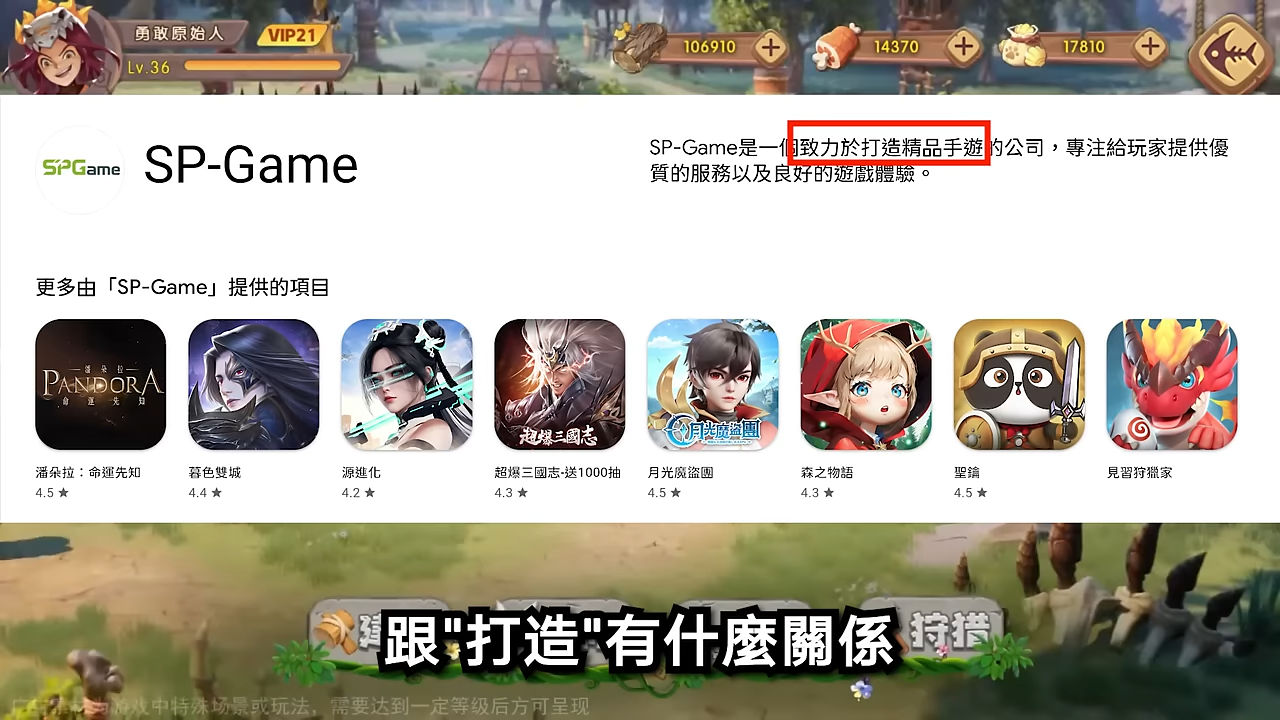 勇敢原始人
VIP21
Lv.36
106910
14370
17810
SPGame
SP-Game
SP-Game是一個致力於打造精品手遊的公司，專注給玩家提供優
質的服務以及良好的遊戲體驗。
更多由「SP-Game」提供的項目
潘朵拉
PANDORA
命運先知
超爆三國志
月光魔盜團
潘朵拉：命運先知
暮色雙城
源進化
超爆三國志-送1000抽
月光魔盜團
森之物語
聖鑰
見習狩獵家
4.5 ★
4.4 ★
4.2 ★
4.3 ★
4.5 ★
4.3 ★
4.5 ★
建
狩猎
跟"打造"有什麼關係
游戏中特殊场景或玩法，需要达到一定等级后方可呈现